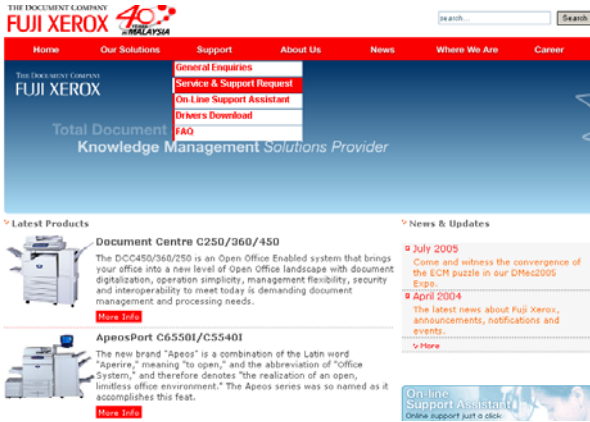 THE DOCUMENT COMPANY
FUJI XEROX
40
YEARS
in MALAYSIA
search...
Search
Home Our Solutions Support About Us News Where We Are Career
General Enquiries
Service & Support Request
On-Line Support Assistant
Drivers Download
FAQ
THE DOCUMENT COMPANY
FUJI XEROX
Total Document
Knowledge Management Solutions Provider
Latest Products
Document Centre C250/360/450
The DCC450/360/250 is an Open Office Enabled system that brings
your office into a new level of Open Office landscape with document
digitalization, operation simplicity, management flexibility, security
and interoperability to meet today is demanding document
management and processing needs.
More Info
ApeosPort C6550I/C5540I
The new brand "Apeos" is a combination of the Latin word
"Aperire," meaning "to open," and the abbreviation of "Office
System," and therefore denotes "the realization of an open,
limitless office environment." The Apeos series was so named as it
accomplishes this feat.
More Info
News & Updates
July 2005
Come and witness the convergence of
the ECM puzzle in our DMec2005
Expo.
April 2004
The latest news about Fuji Xerox,
announcements, notifications and
events.
More
On-line
Support Assistant
Online support just a click